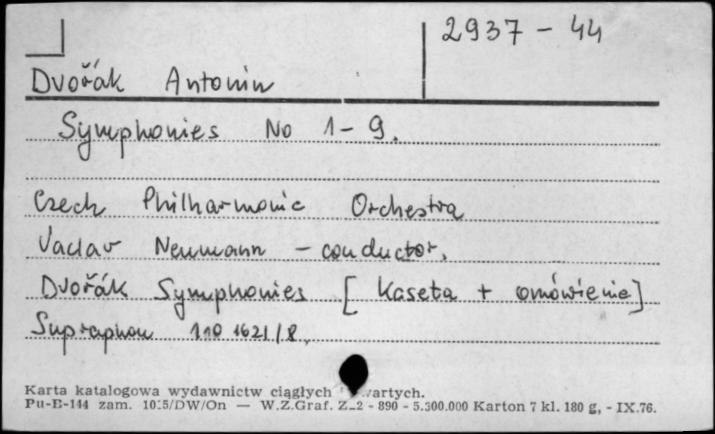 2937 - 44
Dvořák Antonin
Symphonies No 1 - 9.
Czech Philharmonic Orchestra
Vaclav Neumann - conductor.
Dvořák Symphonies [Kaseta + omówienie]
Supraphon 110 1621/8.
Karta katalogowa wydawnictw ciągłych
Pu-E-144 zam. 1015/DW/On — W.Z.Graf. Z-2 - 890 - 5.300.000 Karton 7 kl. 180 g, - IX.76.